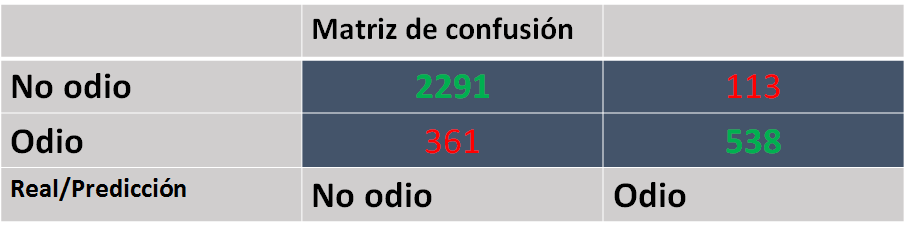 Matriz de confusión
No odio 2291 113
Odio 361 538
Real/Predicción No odio Odio